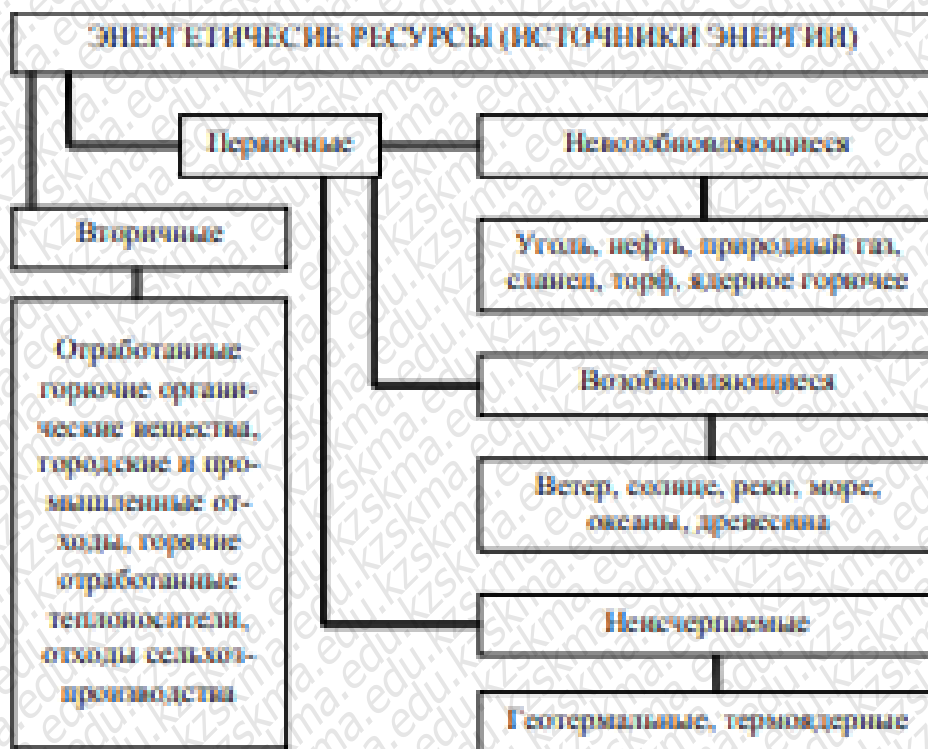 ЭНЕРГЕТИЧЕСИЕ РЕСУРСЫ (ИСТОЧНИКИ ЭНЕРГИИ)
Первичные
Невозобновляющиеся
Вторичные
Уголь, нефть, природный газ,
сланец, торф, ядерное горючее
Отработанные
горючие органи-
ческие вещества,
городские и про-
мышленные от-
ходы, горячие
отработанные
теплоносители,
отходы сельхоз-
производства
Возобновляющиеся
Ветер, солнце, реки, море,
океаны, древесина
Неисчерпаемые
Геотермальные, термоядерные